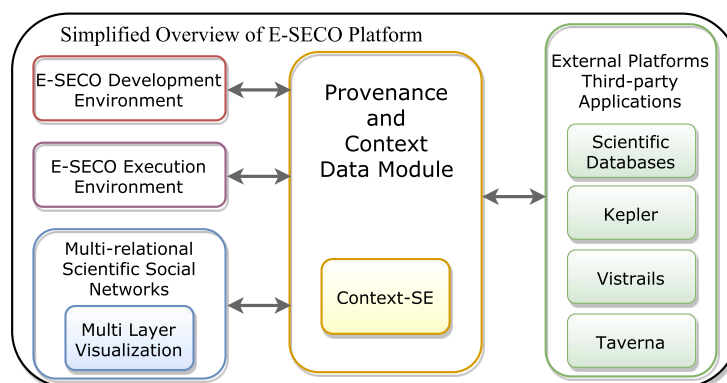 Simplified Overview of E-SECO Platform
E-SECO Development
Environment
E-SECO Execution
Environment
Multi-relational
Scientific Social
Networks
Multi Layer
Visualization
Provenance
and
Context
Data Module
Context-SE
External Platforms
Third-party
Applications
Scientific
Databases
Kepler
Vistrails
Taverna